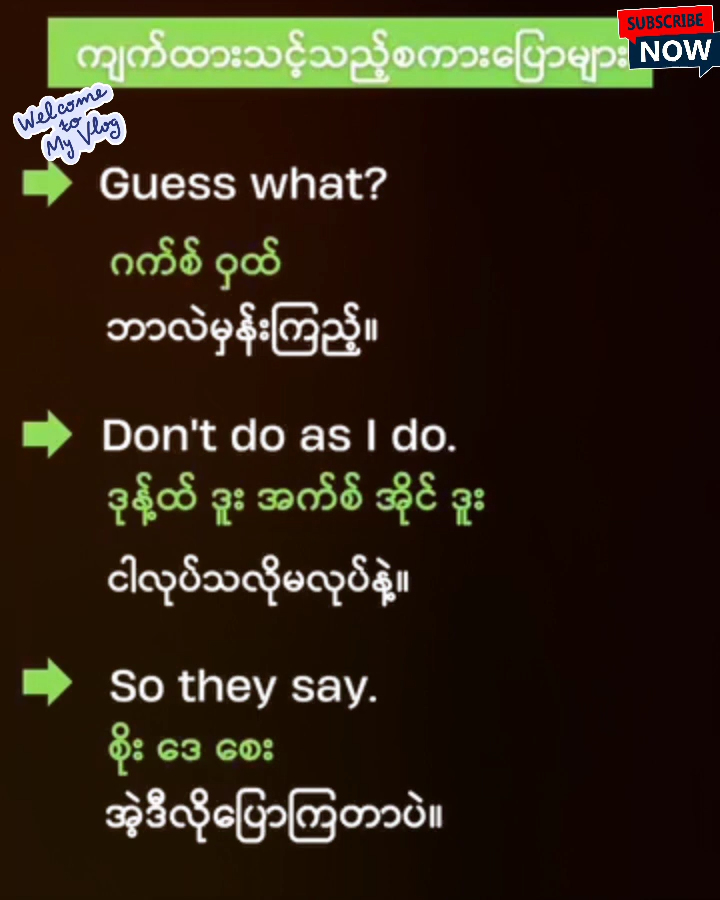 ကျက်ထားသင့်သည့်စကားပြောများ
SUBSCRIBE
NOW
Welcome
to
My Vlog
Guess what?
ဂက်စ် ဝှထ်
ဘာလဲမှန်းကြည့်။
Don't do as I do.
ဒုန့်ထ် ဒူး အက်စ် အိုင် ဒူး
ငါလုပ်သလိုမလုပ်နဲ့။
So they say.
စိုး ဒေ စေး
အဲ့ဒီလိုပြောကြတာပဲ။